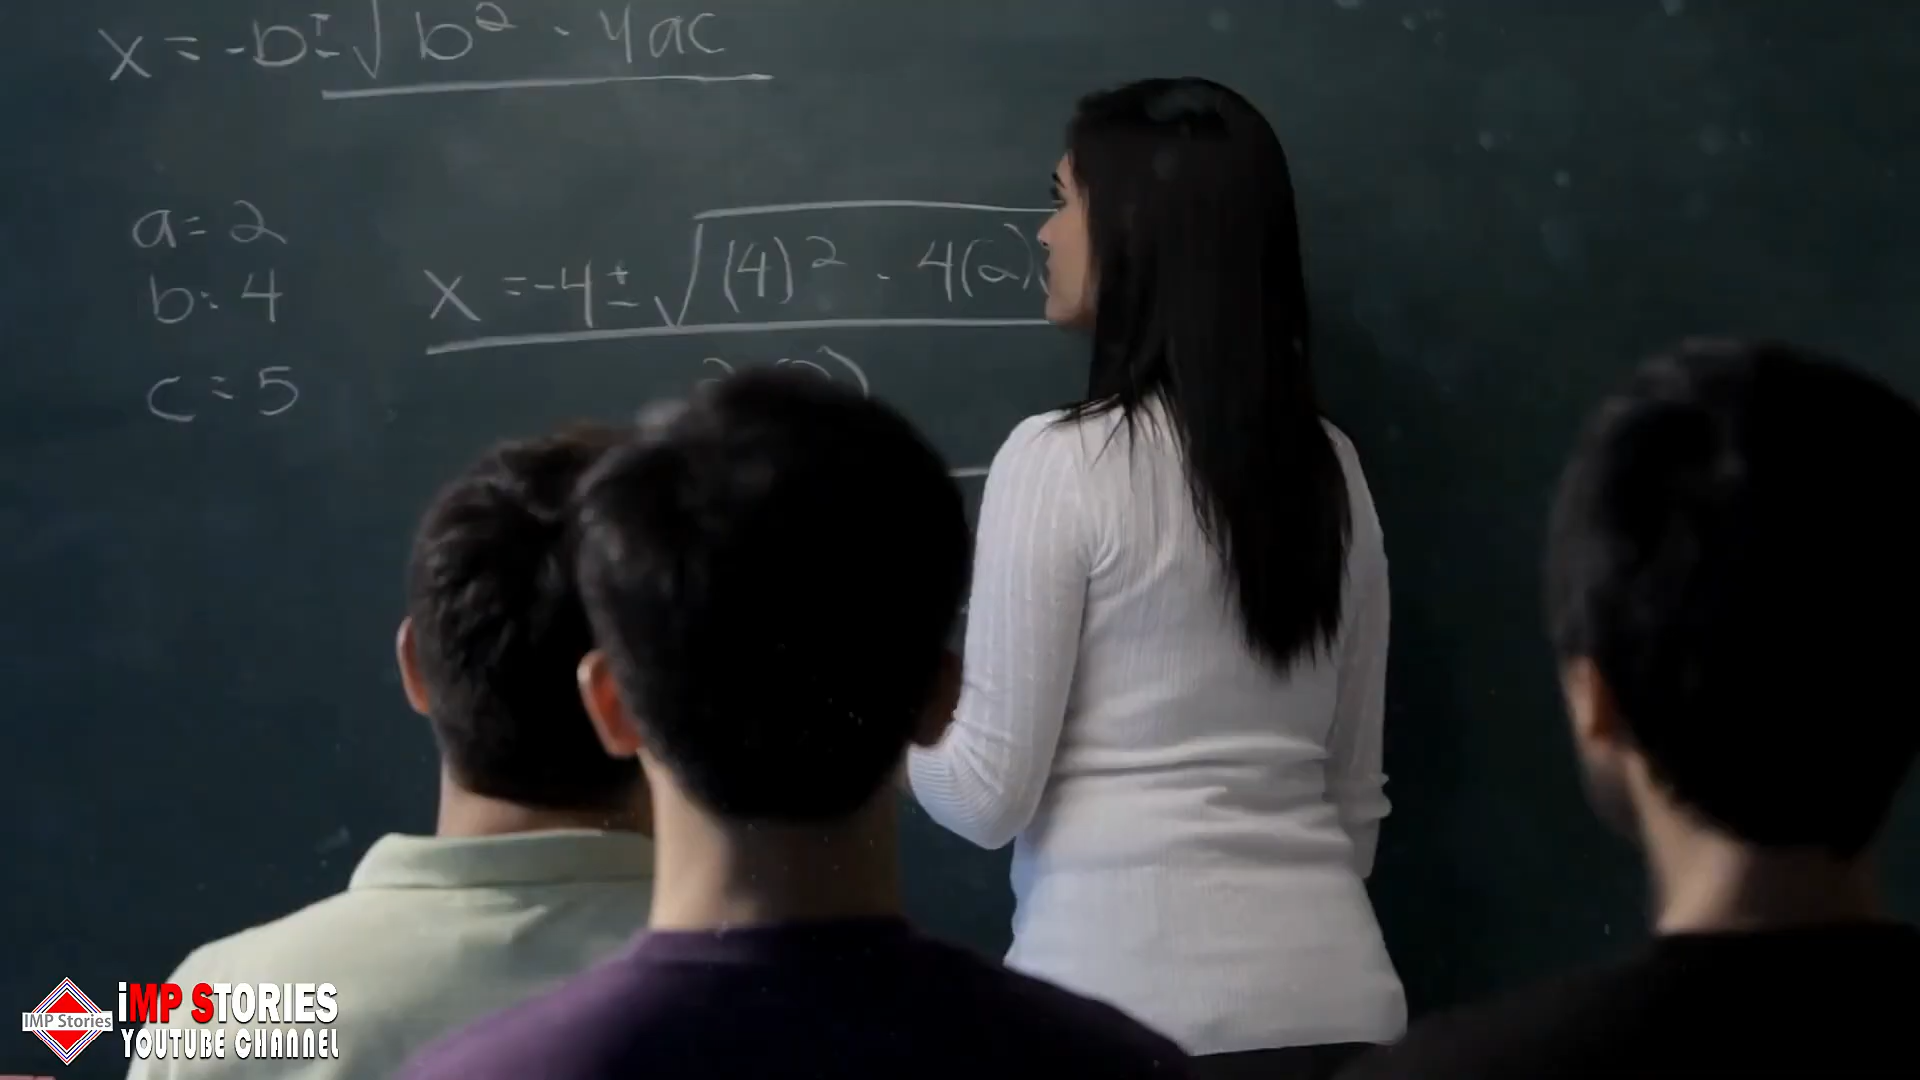 x = -b ± √ b² - 4ac
a = 2
b: 4
x = -4 ± √(4)² - 4(2)
c = 5
IMP Stories
iMP STORIES
YOUTUBE CHANNEL